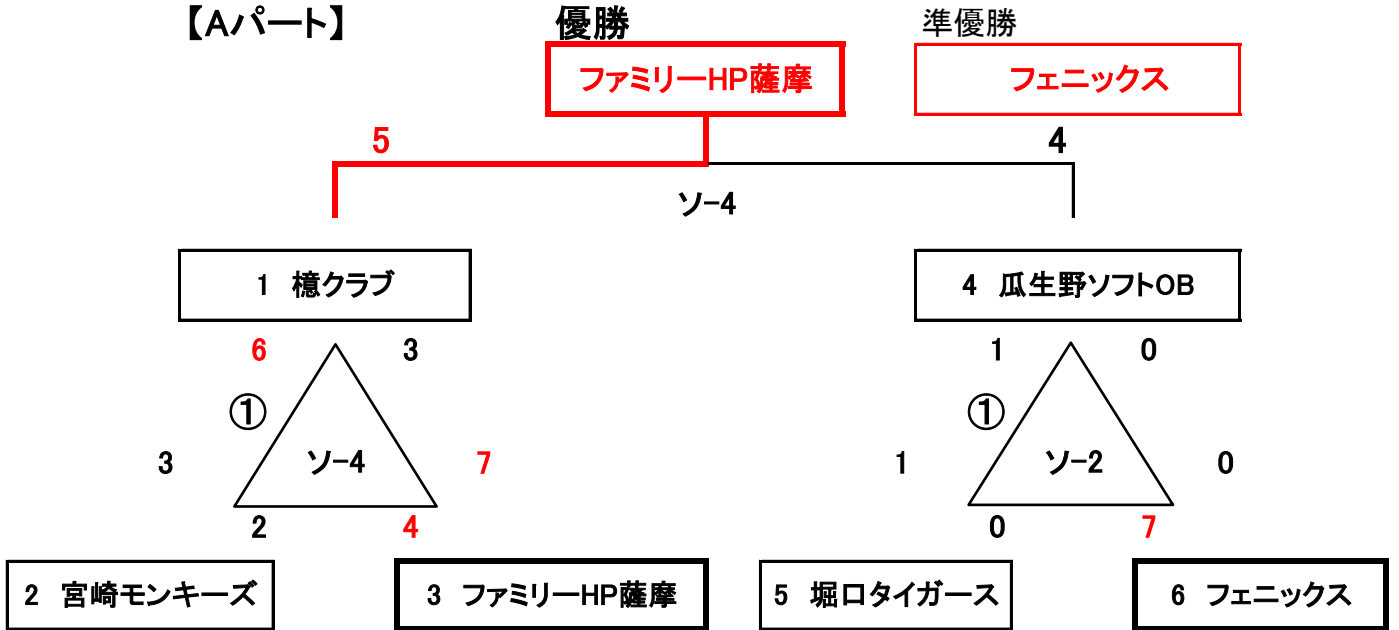 【Aパート】 優勝 準優勝
ファミリーHP薩摩 フェニックス
5 4
ソ-4
1 檍クラブ 4 瓜生野ソフトOB
6 3 1 0
① ①
3 ソ-4 7 1 ソ-2 0
2 4 0 7
2 宮崎モンキーズ 3 ファミリーHP薩摩 5 堀口タイガース 6 フェニックス